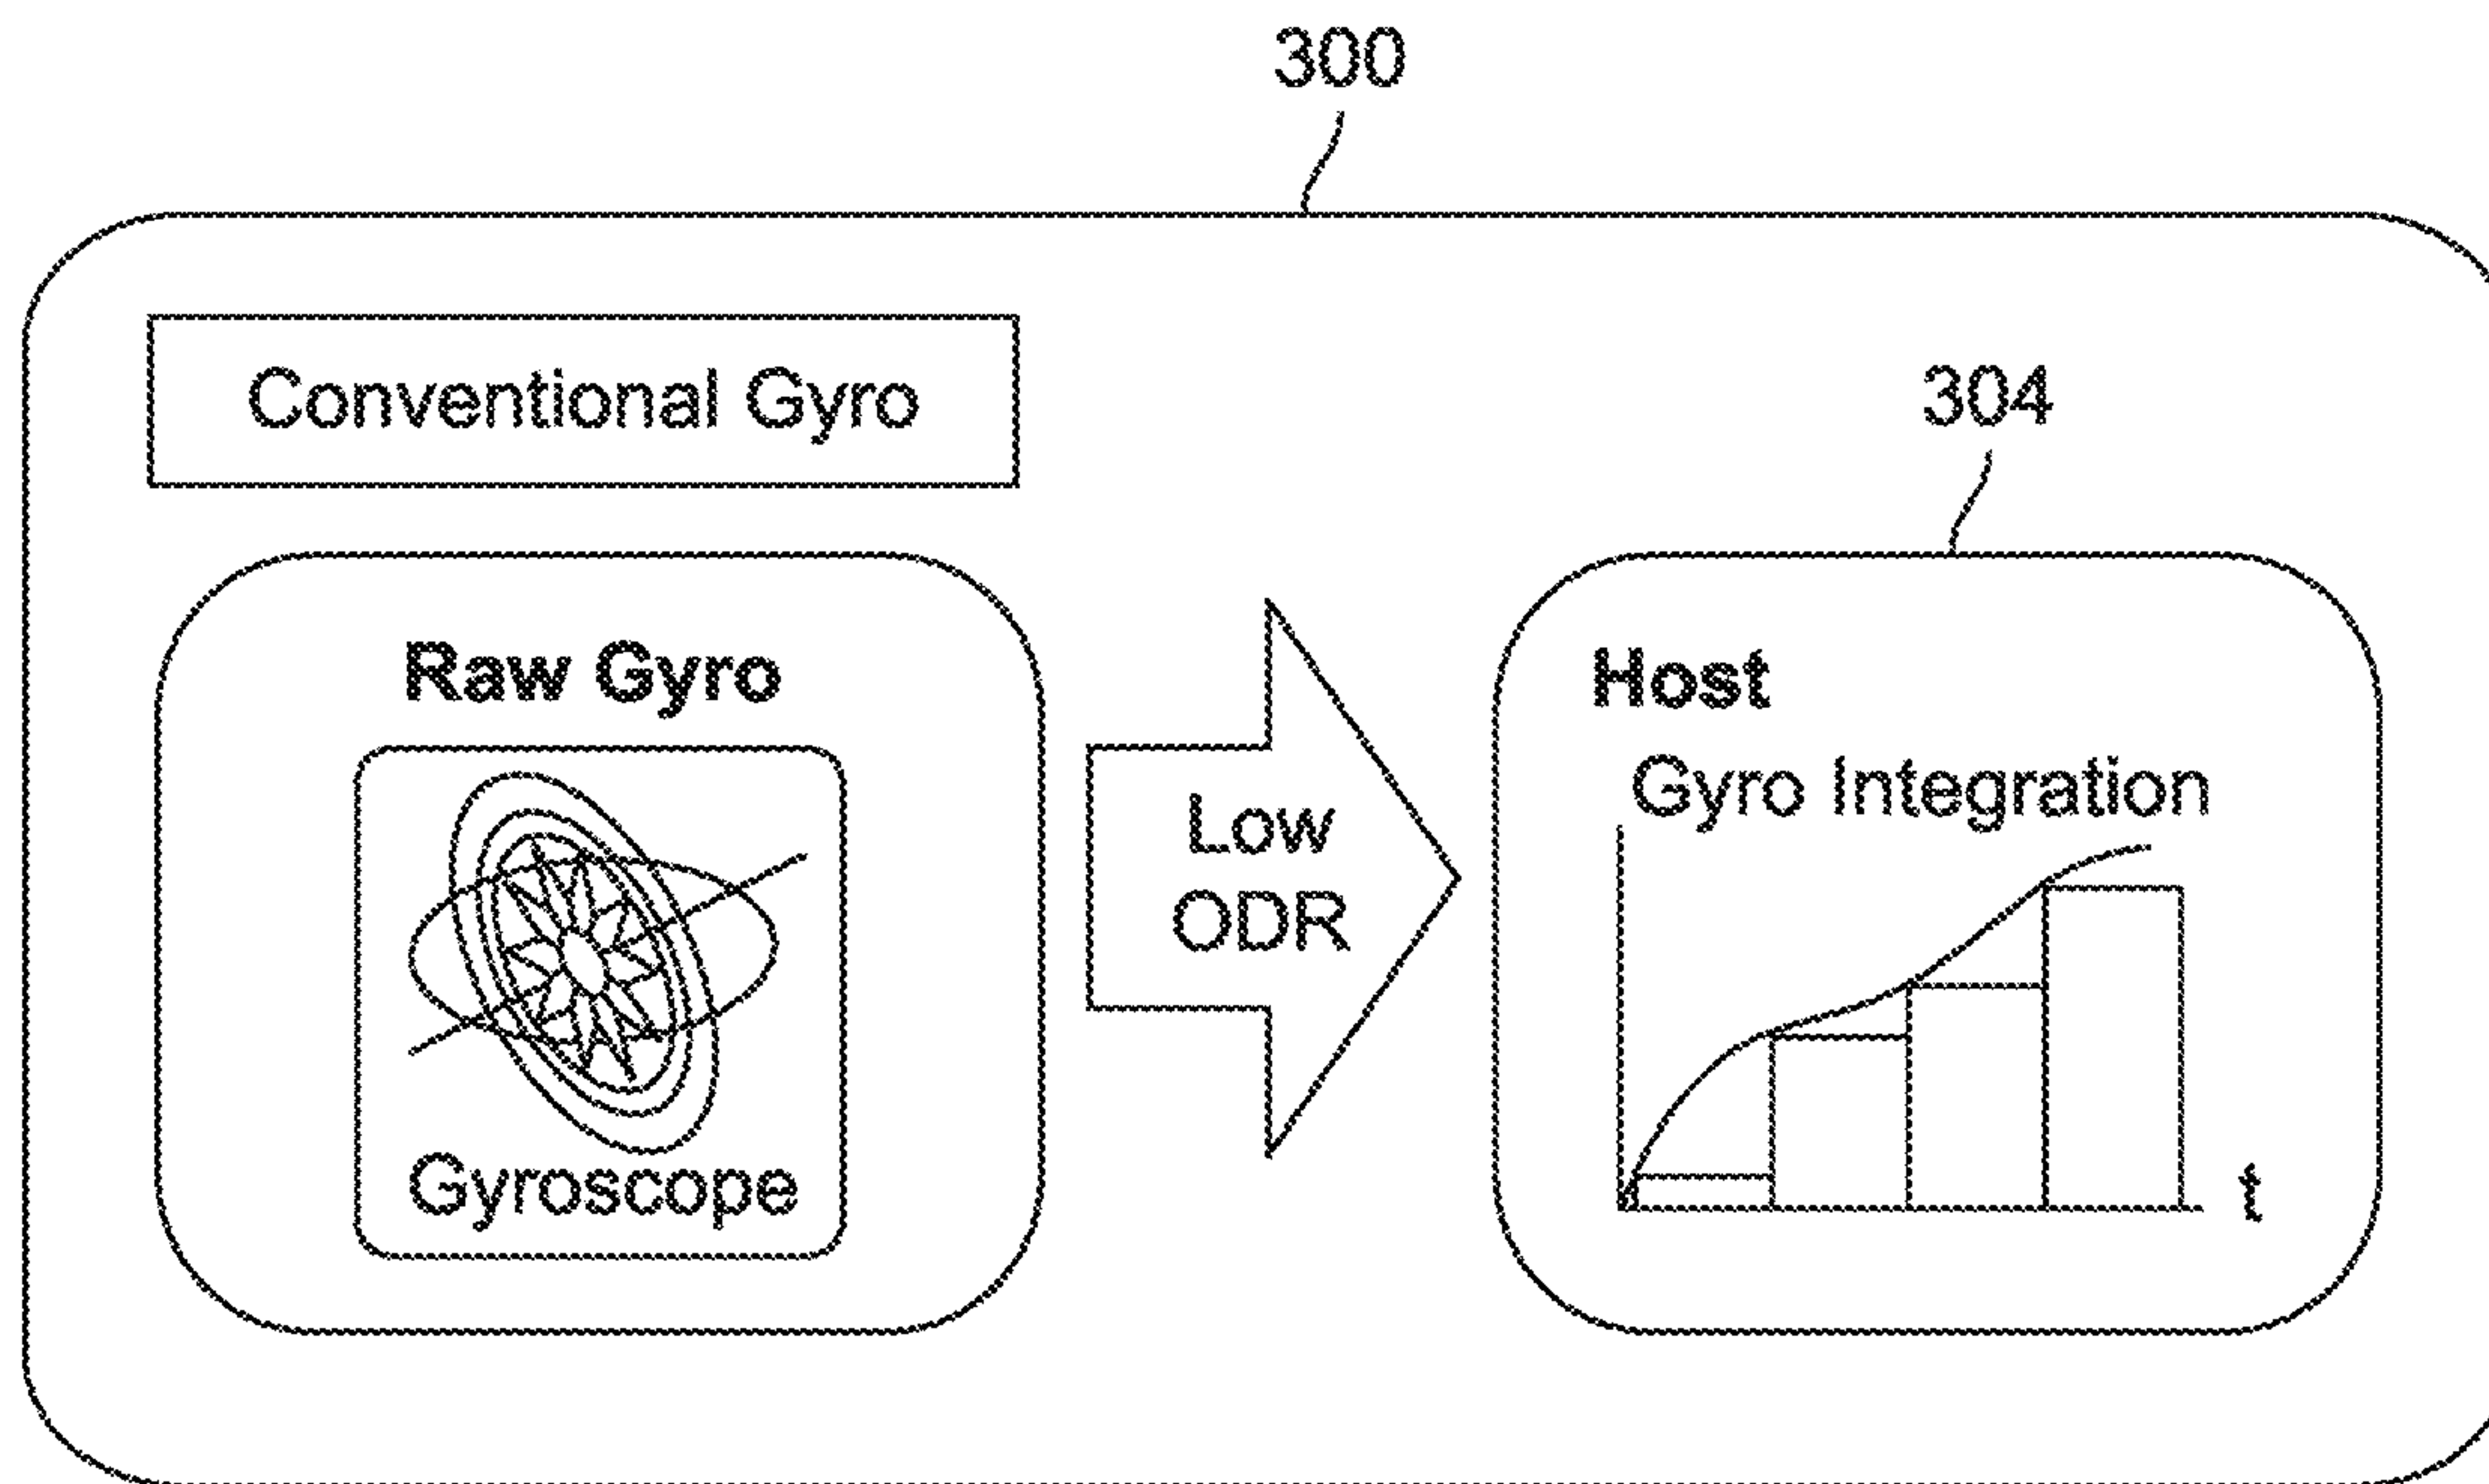 300
Conventional Gyro
304
Raw Gyro
Gyroscope
Low
ODR
Host
Gyro Integration
t